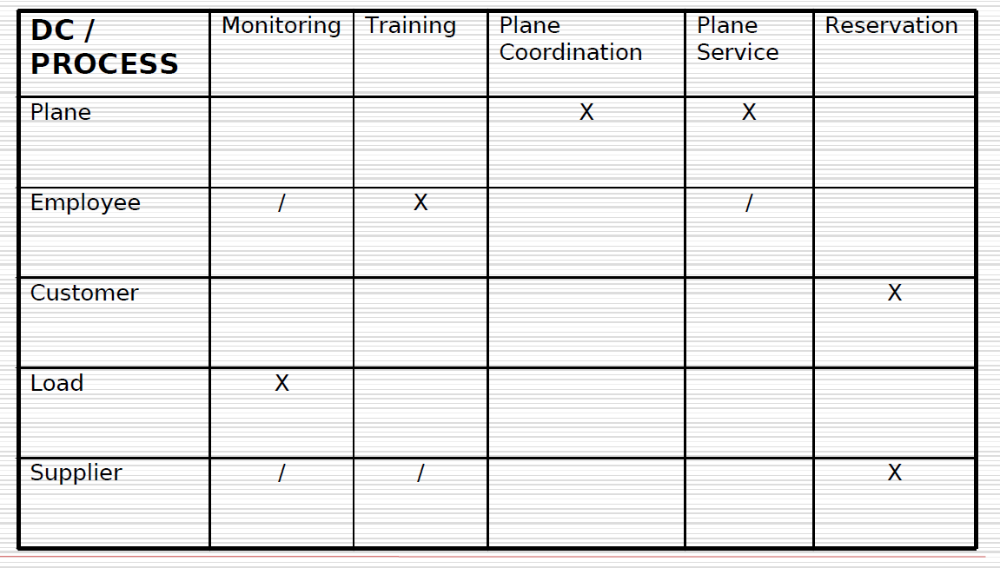 DC / Monitoring Training Plane Plane Reservation
PROCESS Coordination Service
Plane X X
Employee / X /
Customer X
Load X
Supplier / / X